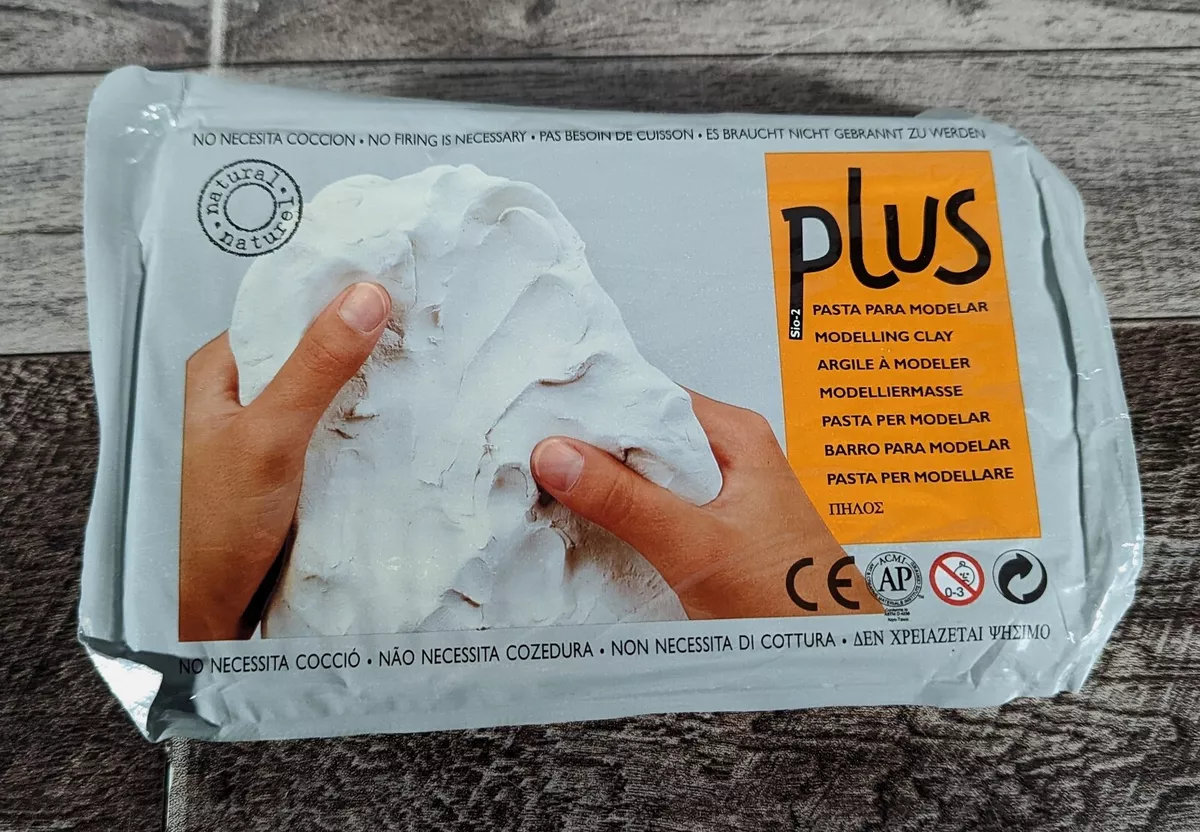 NO NECESITA COCCION • NO FIRING IS NECESSARY • PAS BESOIN DE CUISSON • ES BRAUCHT NICHT GEBRANNT ZU WERDEN
natural • naturel •
plus
Sio-2
PASTA PARA MODELAR
MODELLING CLAY
ARGILE À MODELER
MODELLIERMASSE
PASTA PER MODELAR
BARRO PARA MODELAR
PASTA PER MODELLARE
ΠΗΛΟΣ
CE
ACMI
AP
0-3
NO NECESSITA COCCIÓ • NÃO NECESSITA COZEDURA • NON NECESSITA DI COTTURA • ΔΕΝ ΧΡΕΙΑΖΕΤΑΙ ΨΗΣΙΜΟ